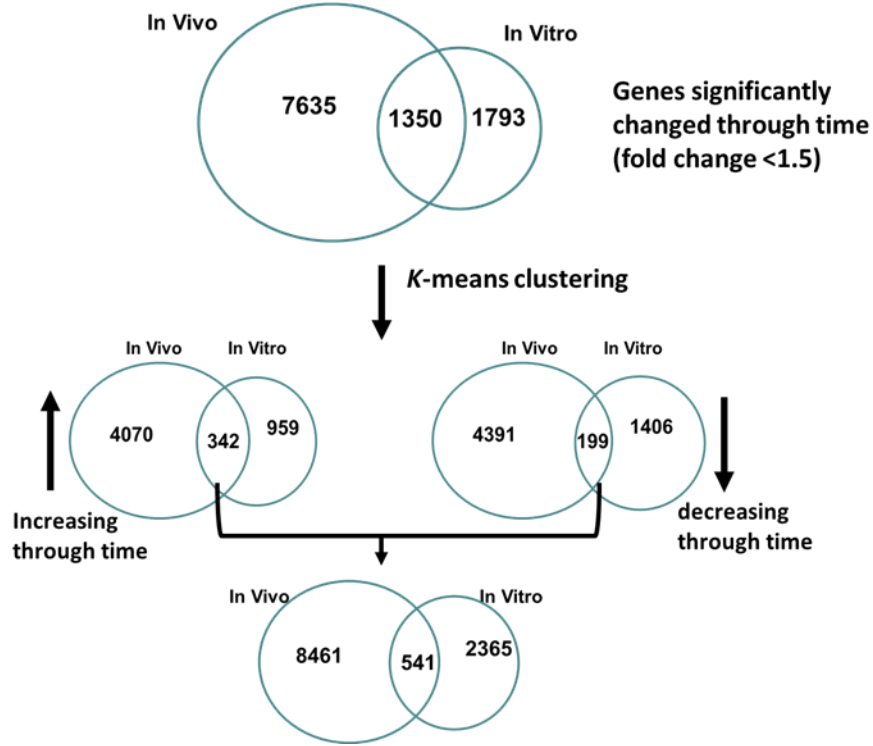 In Vivo
In Vitro
7635
1350
1793
Genes significantly
changed through time
(fold change <1.5)
K-means clustering
In Vivo
In Vitro
In Vivo
In Vitro
4070
342
959
4391
199
1406
Increasing
through time
decreasing
through time
In Vivo
In Vitro
8461
541
2365